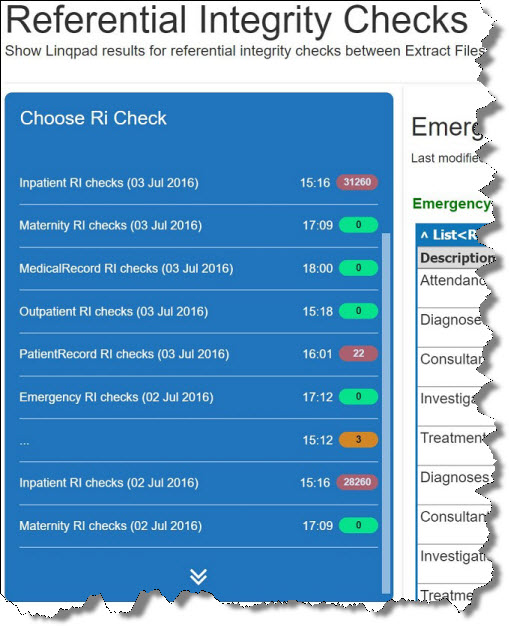 Referential Integrity Checks
Show Linqpad results for referential integrity checks between Extract Files
Choose Ri Check
Inpatient RI checks (03 Jul 2016) 15:16 31260
Maternity RI checks (03 Jul 2016) 17:09 0
MedicalRecord RI checks (03 Jul 2016) 18:00 0
Outpatient RI checks (03 Jul 2016) 15:18 0
PatientRecord RI checks (03 Jul 2016) 16:01 22
Emergency RI checks (02 Jul 2016) 17:12 0
... 15:12 3
Inpatient RI checks (02 Jul 2016) 15:16 28260
Maternity RI checks (02 Jul 2016) 17:09 0
Emerg
Last modifie
Emergency
^ List<R
Description
Attendanc
Diagnose
Consultan
Investiga
Treatment
Diagnoses
Consultan
Investigati
Treatme